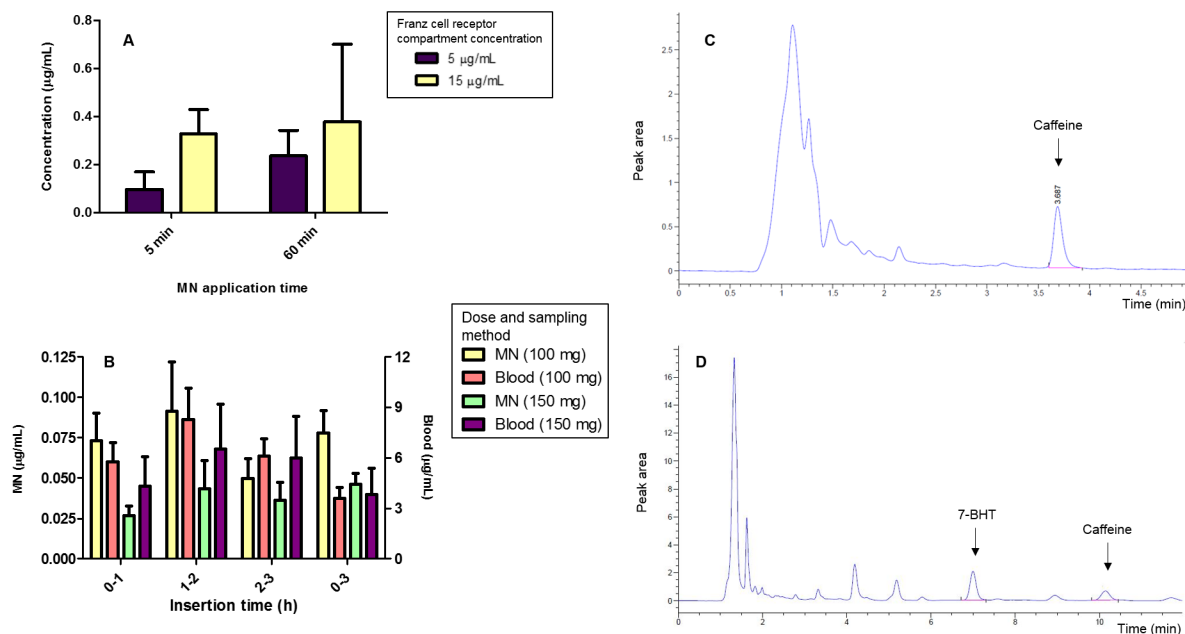 A
Franz cell receptor
compartment concentration
5 μg/mL
15 μg/mL
Concentration (μg/mL)
0.8
0.6
0.4
0.2
0.0
5 min
60 min
MN application time
B
Dose and sampling
method
MN (100 mg)
Blood (100 mg)
MN (150 mg)
Blood (150 mg)
MN (μg/mL)
0.125
0.100
0.075
0.050
0.025
0.000
12
9
6
3
0
Blood (μg/mL)
0-1
1-2
2-3
0-3
Insertion time (h)
C
Peak area
2.5
2
1.5
1
0.5
0
Caffeine
3.687
0
0.5
1
1.5
2
2.5
3
3.5
4
4.5
Time (min)
D
Peak area
16
14
12
10
8
6
4
2
0
7-BHT
Caffeine
0
2
4
6
8
10
Time (min)